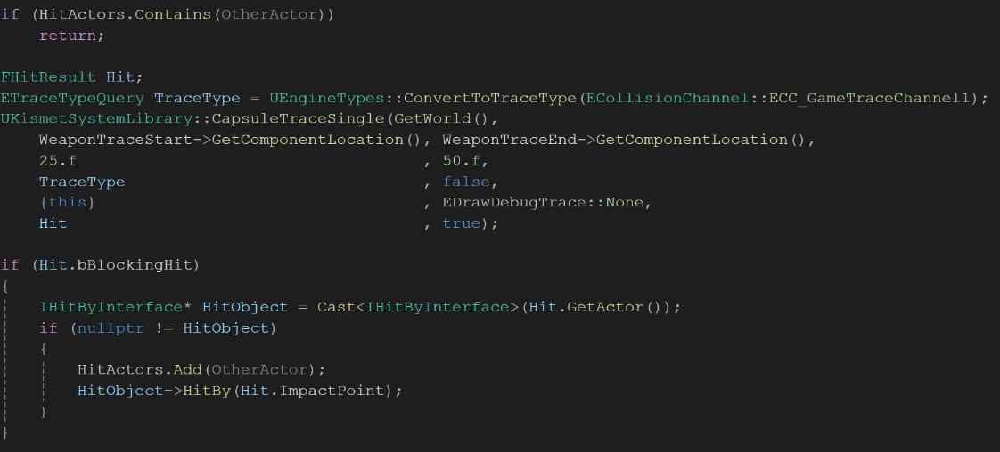 if (HitActors.Contains(OtherActor))
    return;

FHitResult Hit;
ETraceTypeQuery TraceType = UEngineTypes::ConvertToTraceType(ECollisionChannel::ECC_GameTraceChannel1);
UKismetSystemLibrary::CapsuleTraceSingle(GetWorld(),
    WeaponTraceStart->GetComponentLocation(), WeaponTraceEnd->GetComponentLocation(),
    25.f                                    , 50.f,
    TraceType                               , false,
    {this}                                  , EDrawDebugTrace::None,
    Hit                                     , true);

if (Hit.bBlockingHit)
{
    IHitByInterface* HitObject = Cast<IHitByInterface>(Hit.GetActor());
    if (nullptr != HitObject)
    {
        HitActors.Add(OtherActor);
        HitObject->HitBy(Hit.ImpactPoint);
    }
}